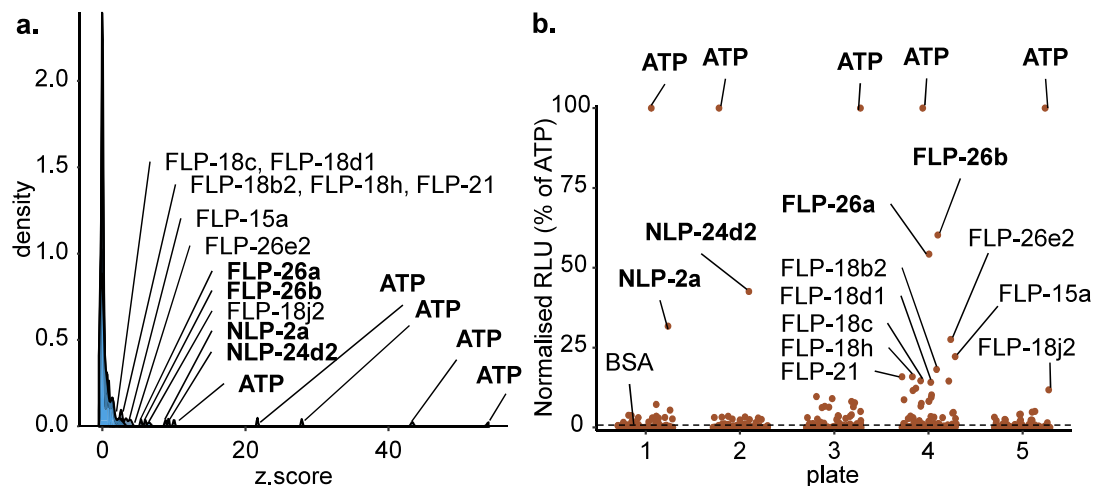 a.
density
2.0
1.5
1.0
0.5
0.0
FLP-18c, FLP-18d1
FLP-18b2, FLP-18h, FLP-21
FLP-15a
FLP-26e2
FLP-26a
FLP-26b
FLP-18j2
NLP-2a
NLP-24d2
ATP
ATP
ATP
ATP
ATP
0
20
40
z.score
b.
Normalised RLU (% of ATP)
100
75
50
25
0
ATP
ATP
ATP
ATP
ATP
FLP-26b
FLP-26a
NLP-24d2
NLP-2a
FLP-26e2
FLP-18b2
FLP-18d1
FLP-15a
FLP-18c
FLP-18h
FLP-18j2
FLP-21
BSA
1
2
3
4
5
plate